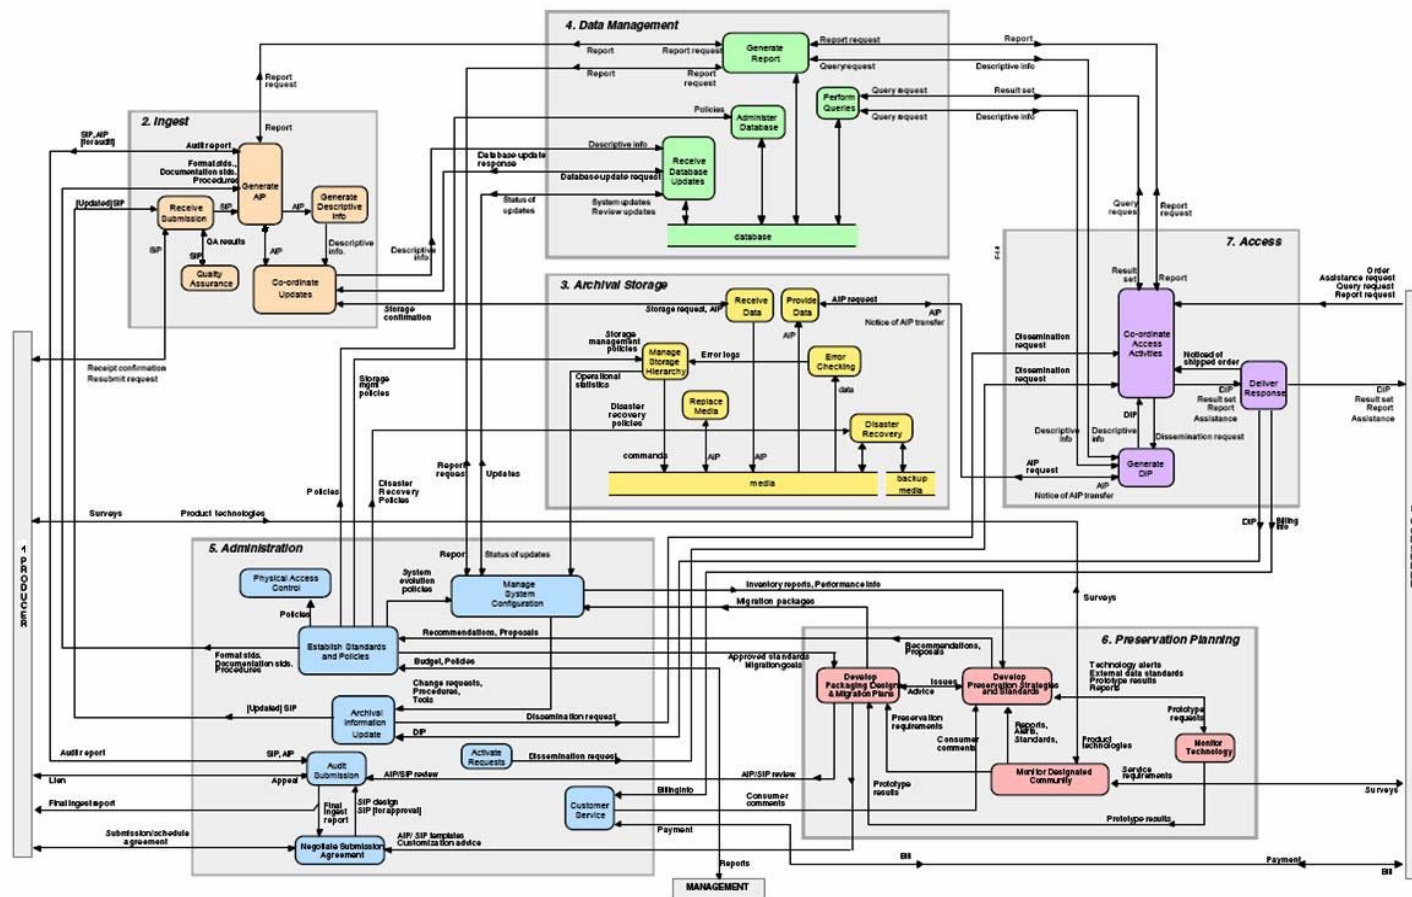 4. Data Management
Generate
Report
Report request
Report
Queryrequest
Descriptive info
Report
Report request
Report
Report
request
Report
request
Report
Policies
Administer
Database
Perform
Queries
Query request
Result set
Query request
Descriptive info
Descriptive info
Receive
Database
Updates
Database update
response
Database update request
Status of
updates
System updates
Review updates
database
2. Ingest
SIP, AIP
[for audit]
Audit report
Format stds.,
Documentation stds.
Procedures
Generate
AIP
[Updated] SIP
Receive
Submission
SIP
AIP
Generate
Descriptive
Info
SIP
QA results
SIP
AIP
Descriptive
info.
Quality
Assurance
Co-ordinate
Updates
Descriptive
info.
Storage
confirmation
Receipt confirmation
Resubmit request
3. Archival Storage
Receive
Data
Provide
Data
Storage request, AIP
AIP request
AIP
Notice of AIP transfer
Storage
management
policies
Manage
Storage
Hierarchy
Error logs
AIP
Error
Checking
Operational
statistics
data
Replace
Media
Disaster
recovery
policies
Disaster
Recovery
commands
AIP
AIP
media
backup
media
Storage
mgmt
policies
Query
request
Report
request
7. Access
Result
set
Report
Order
Assistance request
Query request
Report request
Co-ordinate
Access
Activities
Dissemination
request
Dissemination
request
Noticed of
shipped order
Deliver
Response
DIP
Result set
Report
Assistance
DIP
Result set
Report
Assistance
DIP
Descriptive
info
Descriptive
info
Dissemination request
Generate
DIP
AIP
request
AIP
Notice of AIP transfer
DIP
Billing
info
Policies
Disaster
Recovery
Policies
Report
request
Updates
Surveys
Product technologies
1 PRODUCER
5. Administration
Physical Access
Control
Policies
System
evolution
policies
Report
Status of updates
Manage
System
Configuration
Inventory reports, Performance info
Migration packages
Surveys
Establish Standards
and Policies
Recommendations, Proposals
Budget, Policies
Format stds.
Documentation stds.
Procedures
Approved standards
Migration goals
Change requests,
Procedures,
Tools
[Updated] SIP
Archival
Information
Update
Dissemination request
DIP
Audit report
SIP, AIP
Audit
Submission
Activate
Requests
Dissemination request
Lien
Appeal
AIP/SIP review
AIP/SIP review
Final Ingest report
Final
Ingest
report
SIP design
SIP [for approval]
Customer
Service
Billing info
Consumer
comments
Payment
Submission/schedule
agreement
Negotiate Submission
Agreement
AIP/ SIP templates
Customization advice
Reports
Bill
Payment
Bill
MANAGEMENT
6. Preservation Planning
Recommendations,
Proposals
Technology alerts
External data standards
Prototype results
Reports
Develop
Packaging Designs
& Migration Plans
Issues
Advice
Develop
Preservation Strategies
and Standards
Prototype
requests
Preservation
requirements
Consumer
comments
Reports,
Alerts,
Standards,
Product
technologies
Monitor
Technology
Prototype
results
Monitor Designated
Community
Service
requirements
Surveys
Prototype results